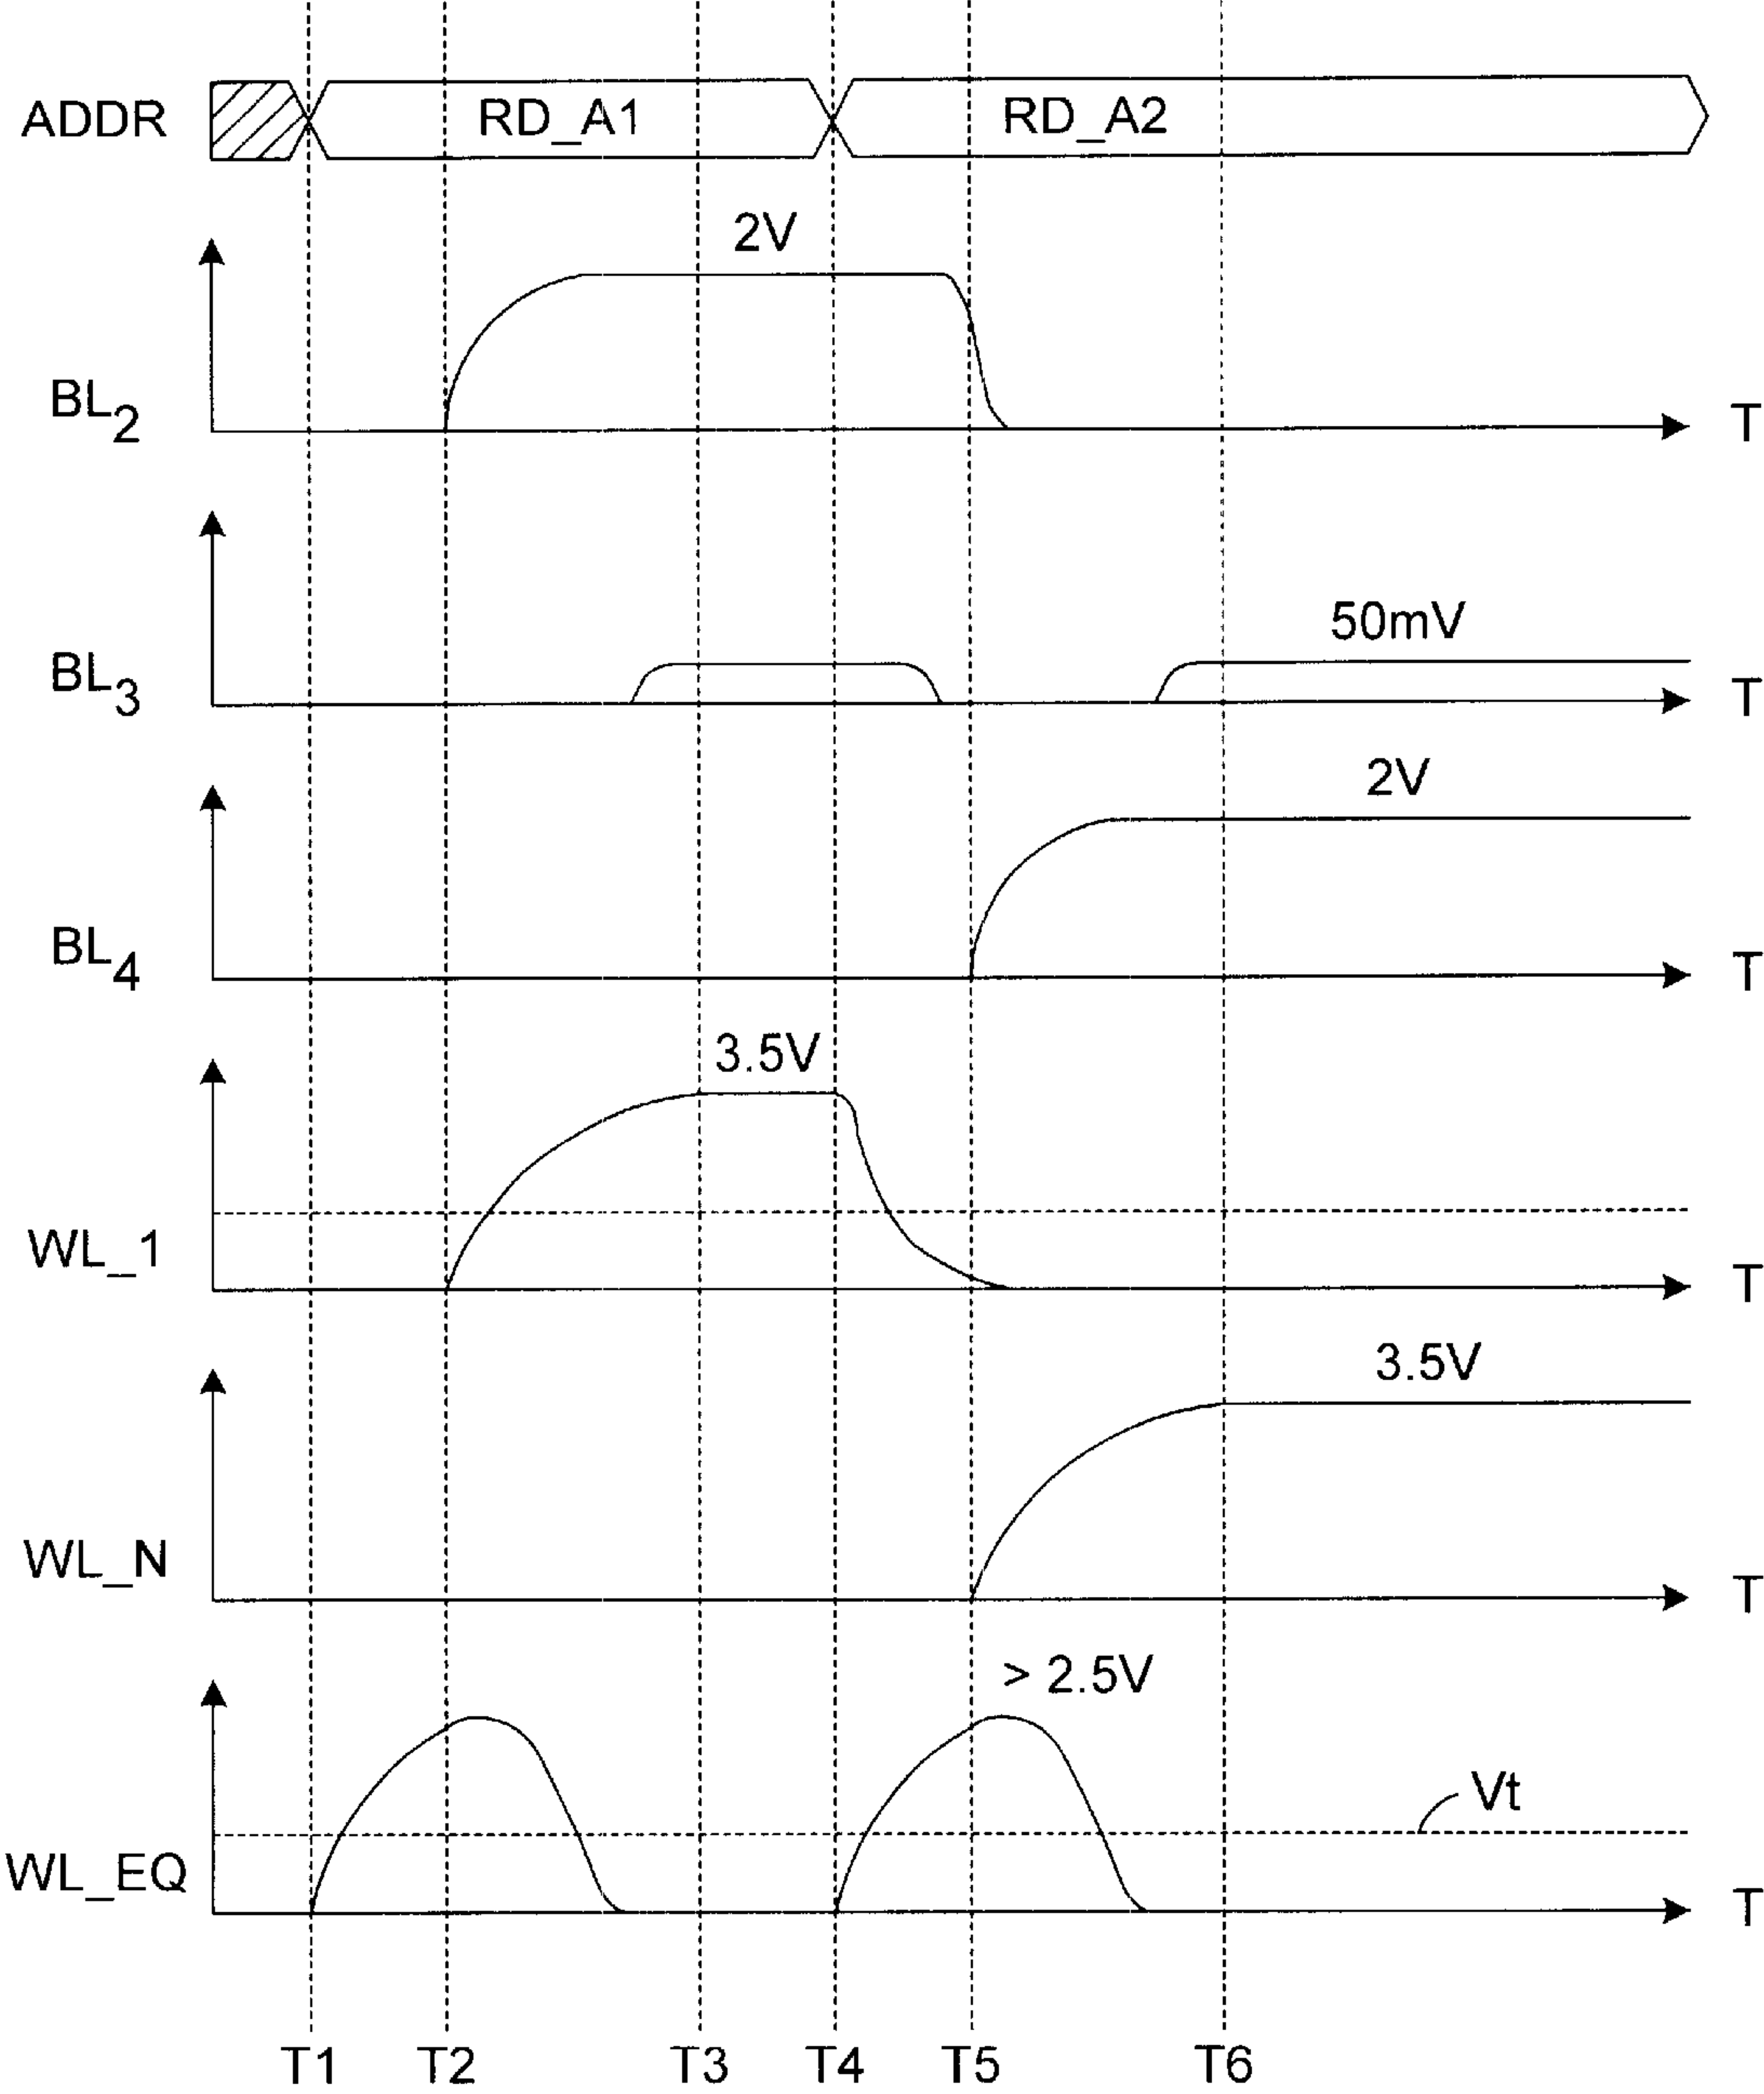 ADDR RD_A1 RD_A2
2V
BL2 T
50mV
BL3 T
2V
BL4 T
3.5V
WL_1 T
3.5V
WL_N T
> 2.5V
Vt
WL_EQ T
T1 T2 T3 T4 T5 T6